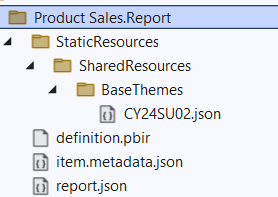 Product Sales.Report
StaticResources
SharedResources
BaseThemes
CY24SU02.json
definition.pbir
item.metadata.json
report.json